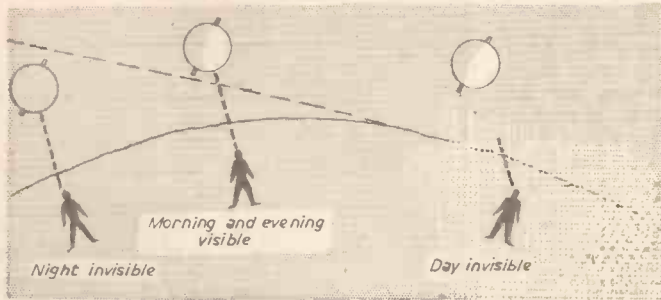 Morning and evening
visible
Night invisible
Day invisible